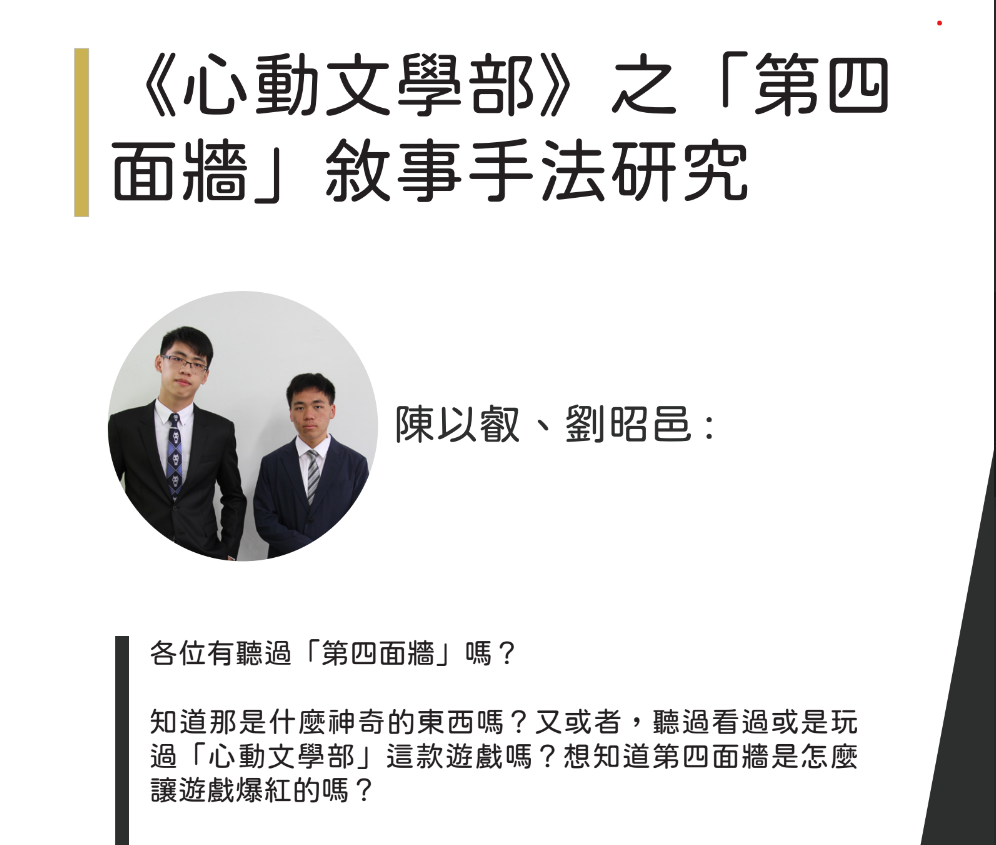 《心動文學部》之「第四
面牆」敘事手法研究
陳以叡、劉昭邑：
各位有聽過「第四面牆」嗎？
知道那是什麼神奇的東西嗎？又或者，聽過看過或是玩
過「心動文學部」這款遊戲嗎？想知道第四面牆是怎麼
讓遊戲爆紅的嗎？